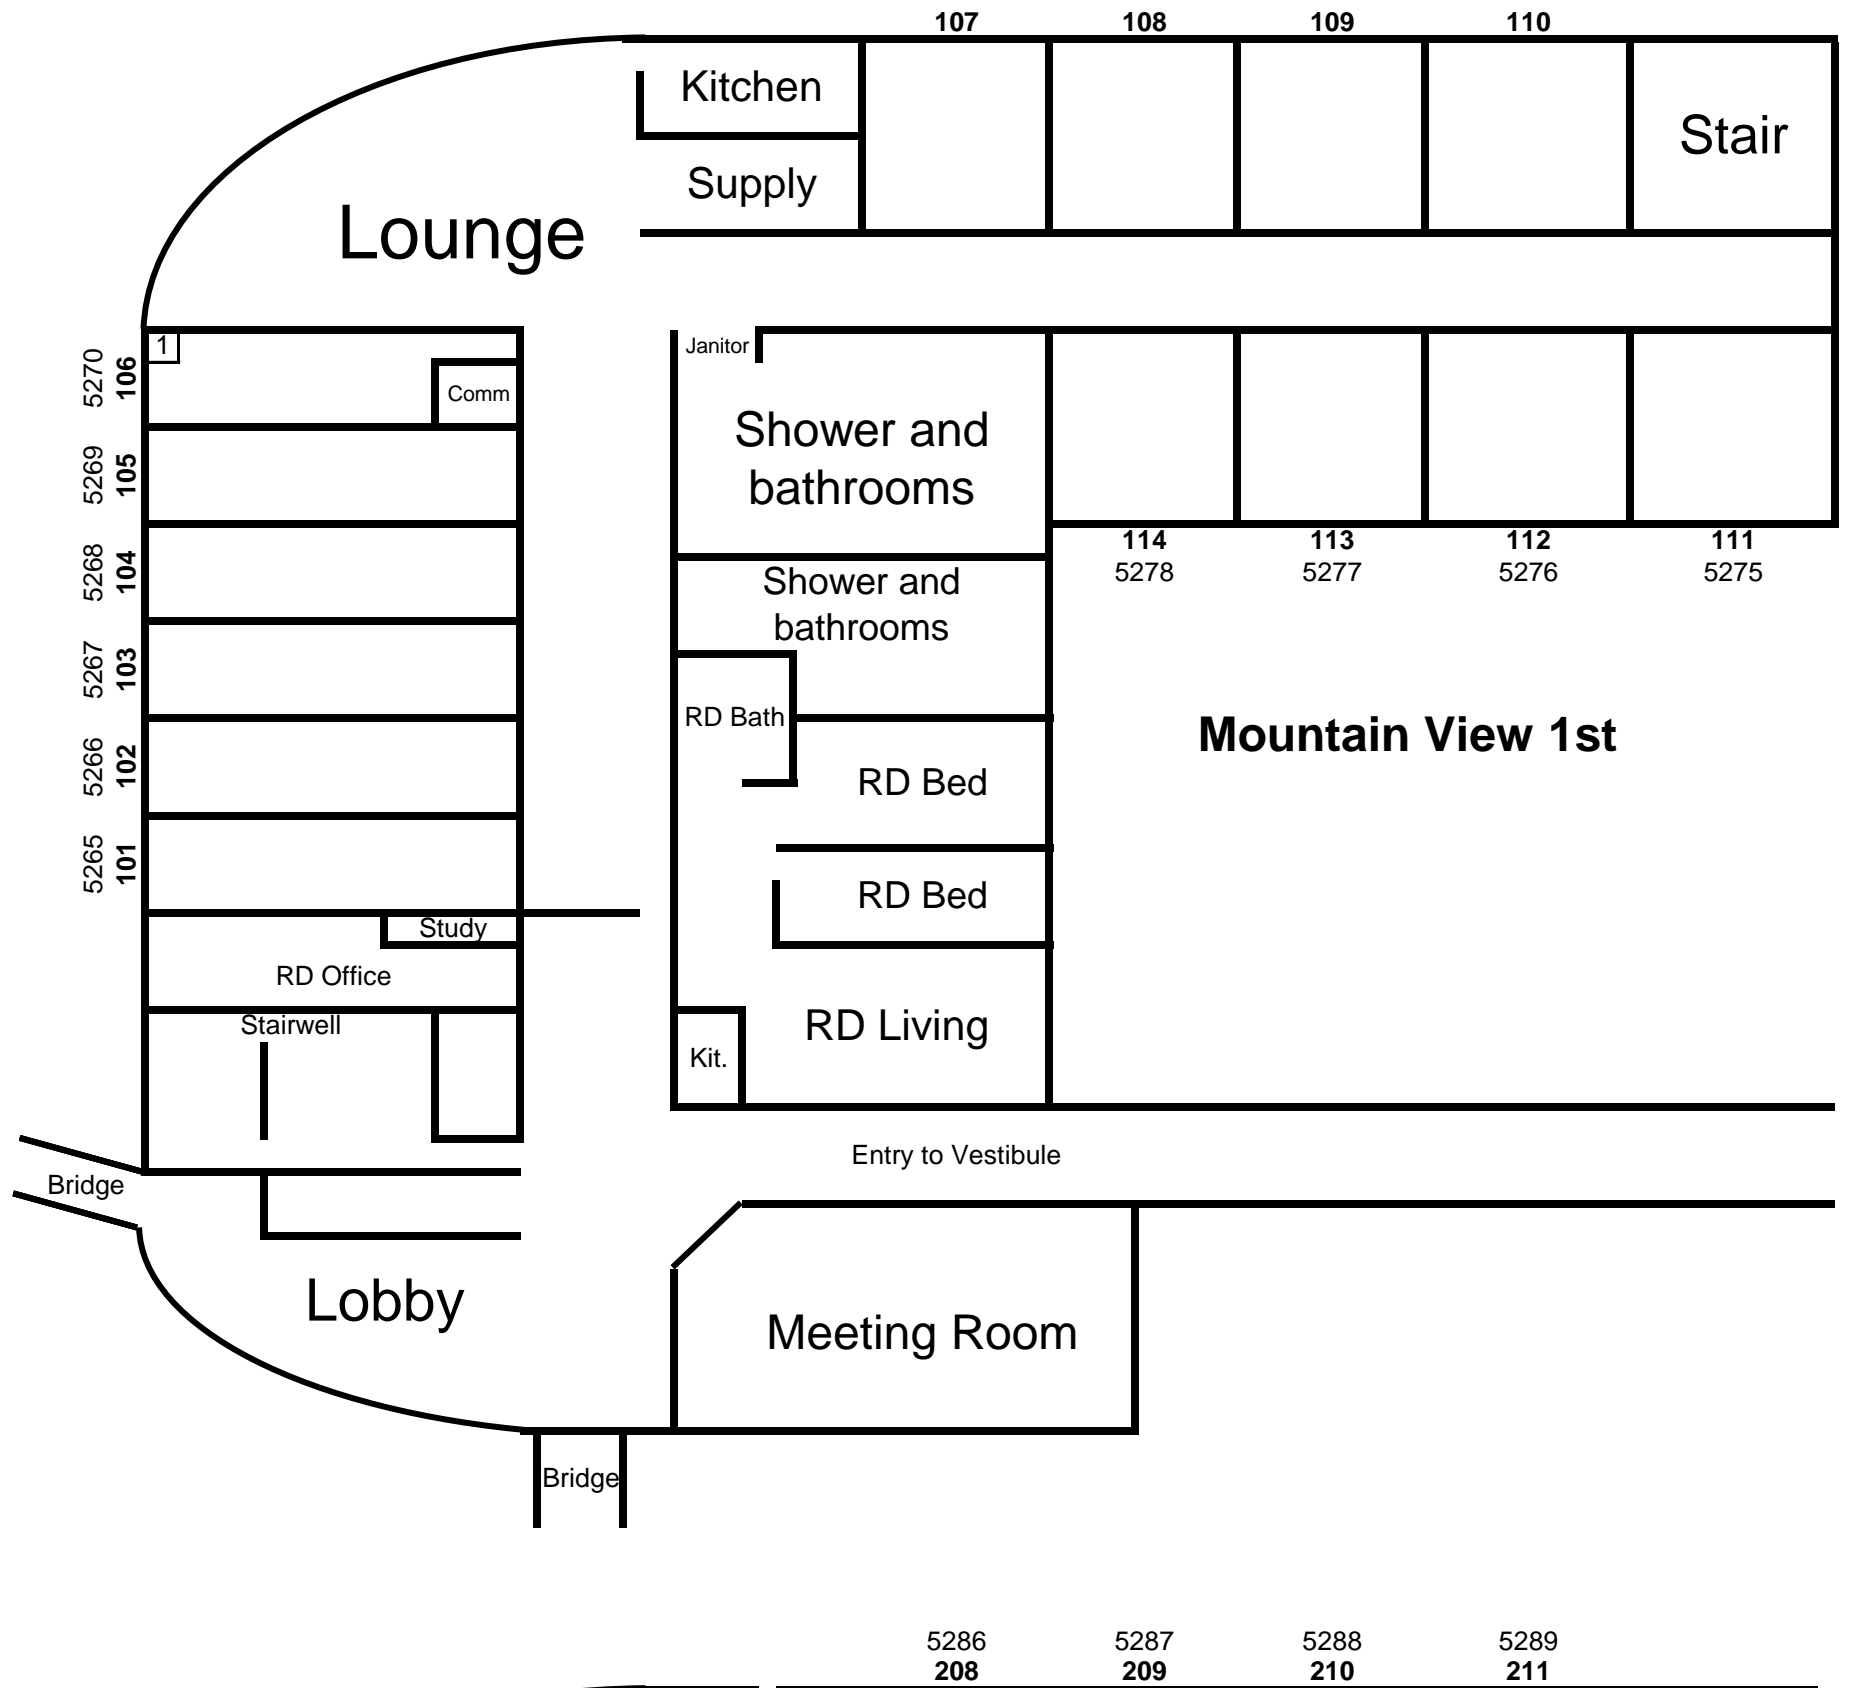 107 108 109 110
Kitchen
Stair
Supply
Lounge
1
Janitor
5270 106
Comm
Shower and
bathrooms
5269 105
114 113 112 111
5278 5277 5276 5275
5268 104
Shower and
bathrooms
5267 103
RD Bath
Mountain View 1st
5266 102
RD Bed
5265 101
RD Bed
Study
RD Office
Stairwell
RD Living
Kit.
Entry to Vestibule
Bridge
Lobby
Meeting Room
Bridge
5286 5287 5288 5289
208 209 210 211